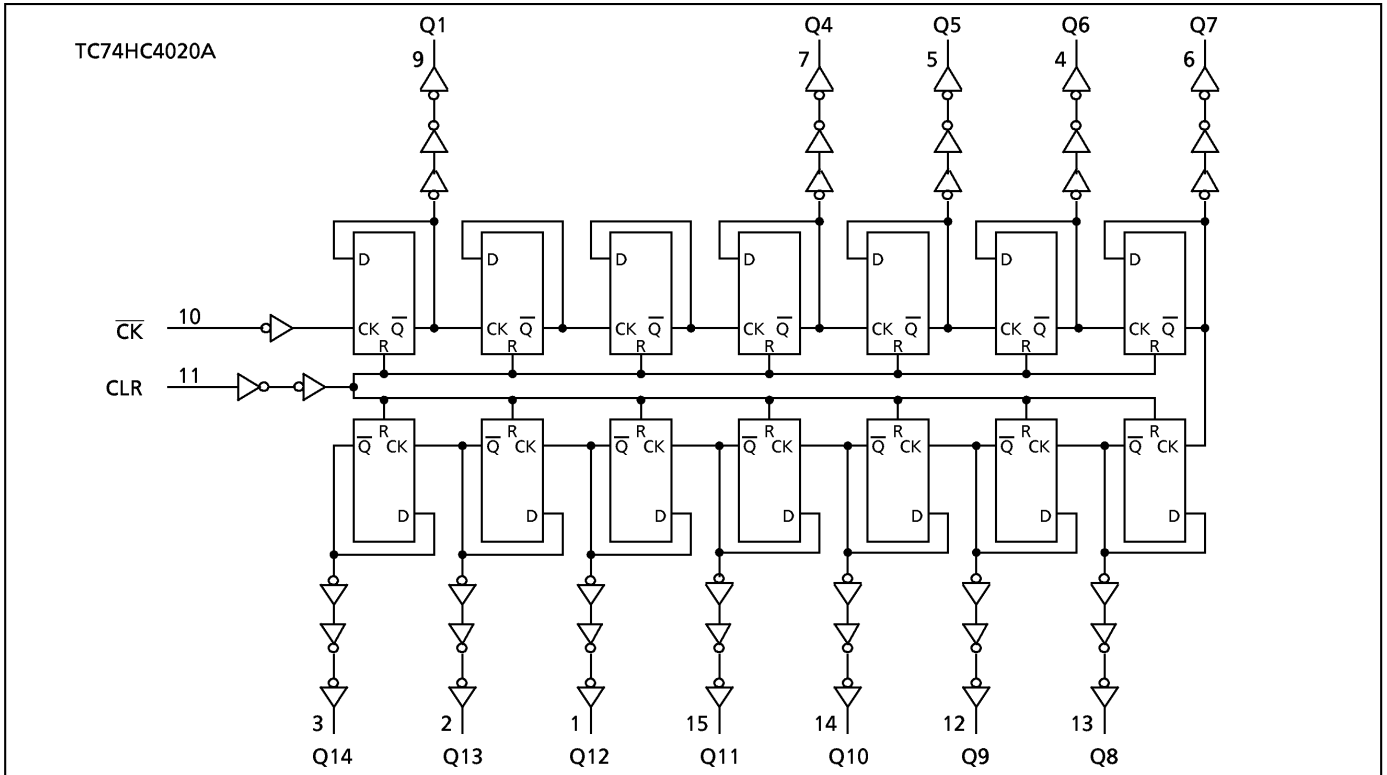 Q1 Q4 Q5 Q6 Q7
TC74HC4020A
9 7 5 4 6
D D D D D D D
C̅K̅ 10 CK Q̅ CK Q̅ CK Q̅ CK Q̅ CK Q̅ CK Q̅ CK Q̅
R R R R R R R
CLR 11
R R R R R R R
Q̅ CK Q̅ CK Q̅ CK Q̅ CK Q̅ CK Q̅ CK Q̅ CK
D D D D D D D
3 2 1 15 14 12 13
Q14 Q13 Q12 Q11 Q10 Q9 Q8